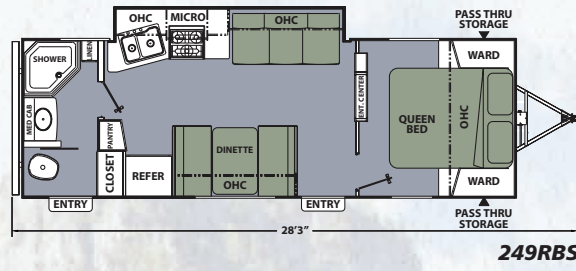 PASS THRU
STORAGE
OHC
MICRO
OHC
SHOWER
LINEN
WARD
MED CAB
ENT. CENTER
QUEEN
BED
OHC
PANTRY
DINETTE
CLOSET
REFER
OHC
WARD
ENTRY
ENTRY
PASS THRU
STORAGE
28'3"
249RBS